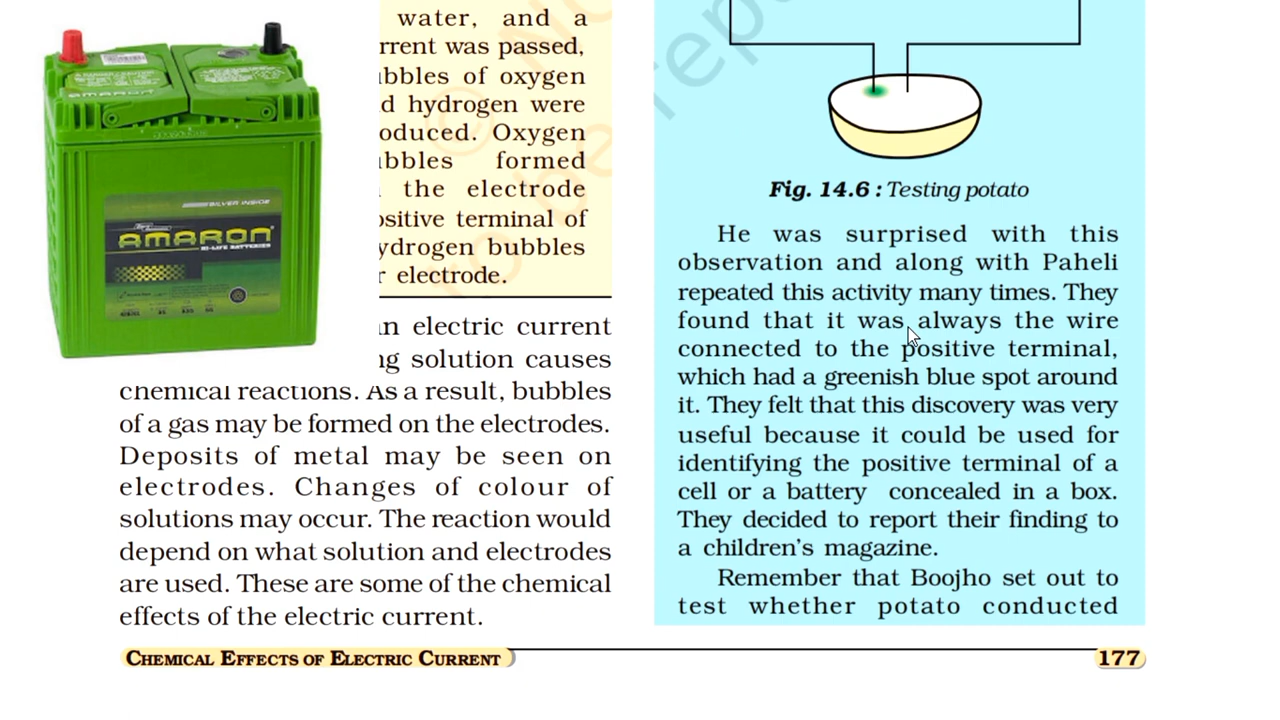 AMARON
SILVER INSIDE
AMARON
HI-LIFE BATTERIES
water, and a
rrent was passed,
bbles of oxygen
d hydrogen were
oduced. Oxygen
bbles formed
the electrode
ositive terminal of
ydrogen bubbles
r electrode.
n electric current
ng solution causes
chemical reactions. As a result, bubbles
of a gas may be formed on the electrodes.
Deposits of metal may be seen on
electrodes. Changes of colour of
solutions may occur. The reaction would
depend on what solution and electrodes
are used. These are some of the chemical
effects of the electric current.
Fig. 14.6 : Testing potato
He was surprised with this
observation and along with Paheli
repeated this activity many times. They
found that it was always the wire
connected to the positive terminal,
which had a greenish blue spot around
it. They felt that this discovery was very
useful because it could be used for
identifying the positive terminal of a
cell or a battery concealed in a box.
They decided to report their finding to
a children's magazine.
Remember that Boojho set out to
test whether potato conducted
CHEMICAL EFFECTS OF ELECTRIC CURRENT
177